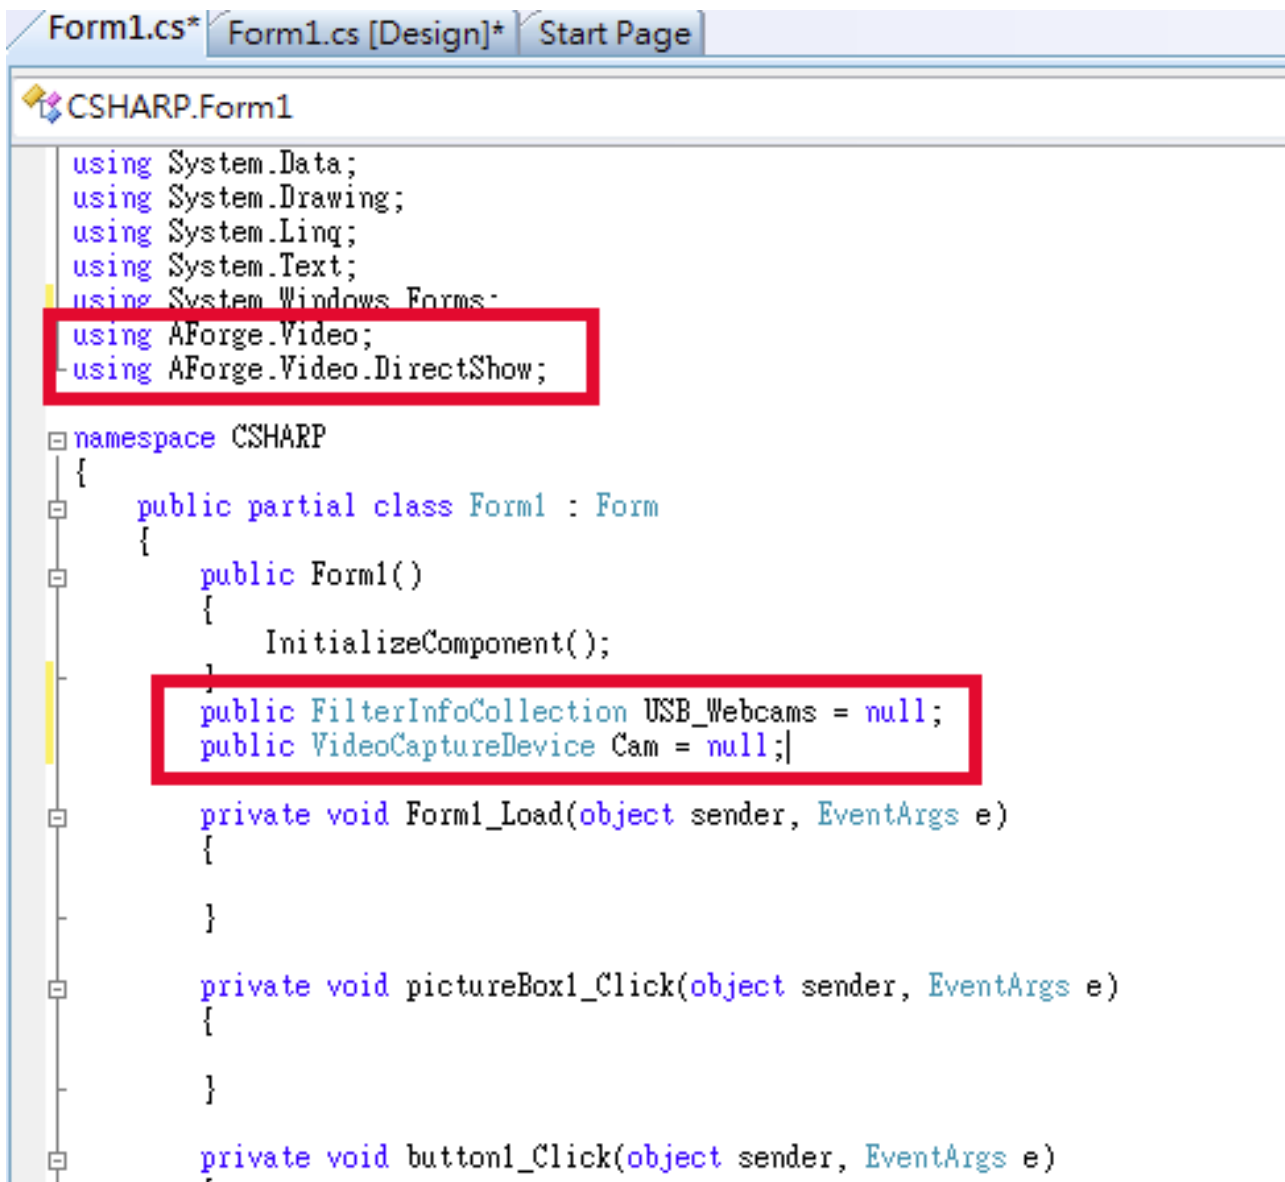 Form1.cs* Form1.cs [Design]* Start Page
CSHARP.Form1
using System.Data;
using System.Drawing;
using System.Linq;
using System.Text;
using System.Windows.Forms;
using AForge.Video;
using AForge.Video.DirectShow;
namespace CSHARP
{
public partial class Form1 : Form
{
public Form1()
{
InitializeComponent();
}
public FilterInfoCollection USB_Webcams = null;
public VideoCaptureDevice Cam = null;
private void Form1_Load(object sender, EventArgs e)
{
}
private void pictureBox1_Click(object sender, EventArgs e)
{
}
private void button1_Click(object sender, EventArgs e)